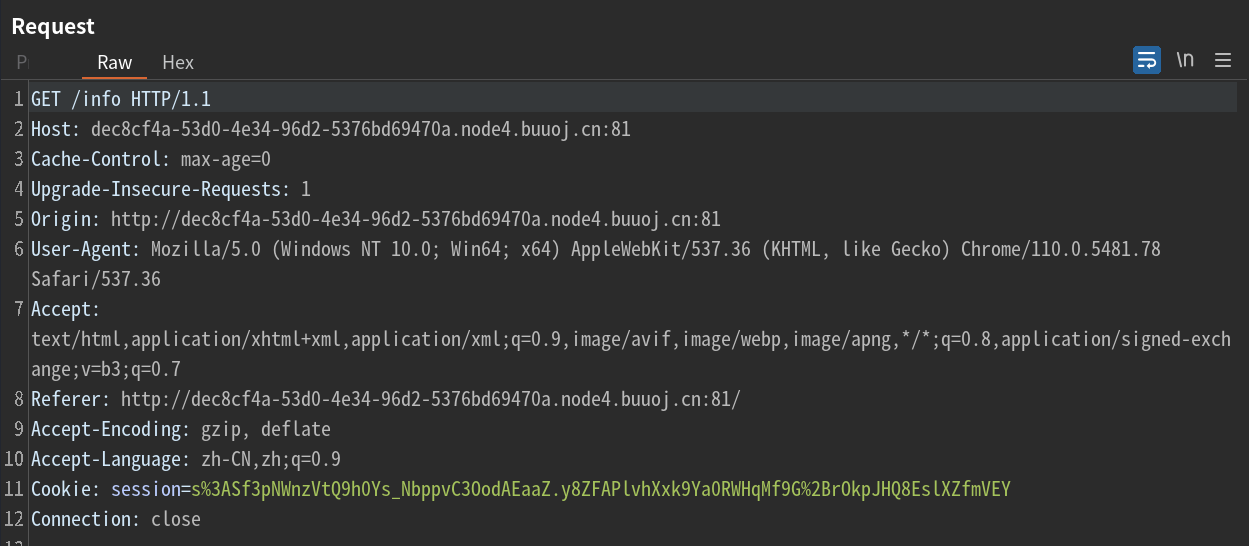 Request
Raw Hex \n
1 GET /info HTTP/1.1
2 Host: dec8cf4a-53d0-4e34-96d2-5376bd69470a.node4.buuoj.cn:81
3 Cache-Control: max-age=0
4 Upgrade-Insecure-Requests: 1
5 Origin: http://dec8cf4a-53d0-4e34-96d2-5376bd69470a.node4.buuoj.cn:81
6 User-Agent: Mozilla/5.0 (Windows NT 10.0; Win64; x64) AppleWebKit/537.36 (KHTML, like Gecko) Chrome/110.0.5481.78
Safari/537.36
7 Accept:
text/html,application/xhtml+xml,application/xml;q=0.9,image/avif,image/webp,image/apng,*/*;q=0.8,application/signed-exch
ange;v=b3;q=0.7
8 Referer: http://dec8cf4a-53d0-4e34-96d2-5376bd69470a.node4.buuoj.cn:81/
9 Accept-Encoding: gzip, deflate
10 Accept-Language: zh-CN,zh;q=0.9
11 Cookie: session=s%3ASf3pNWnzVtQ9hOYs_NbppvC3OodAEaaZ.y8ZFAPlvhXxk9YaORWHqMf9G%2BrOkpJHQ8EslXZfmVEY
12 Connection: close